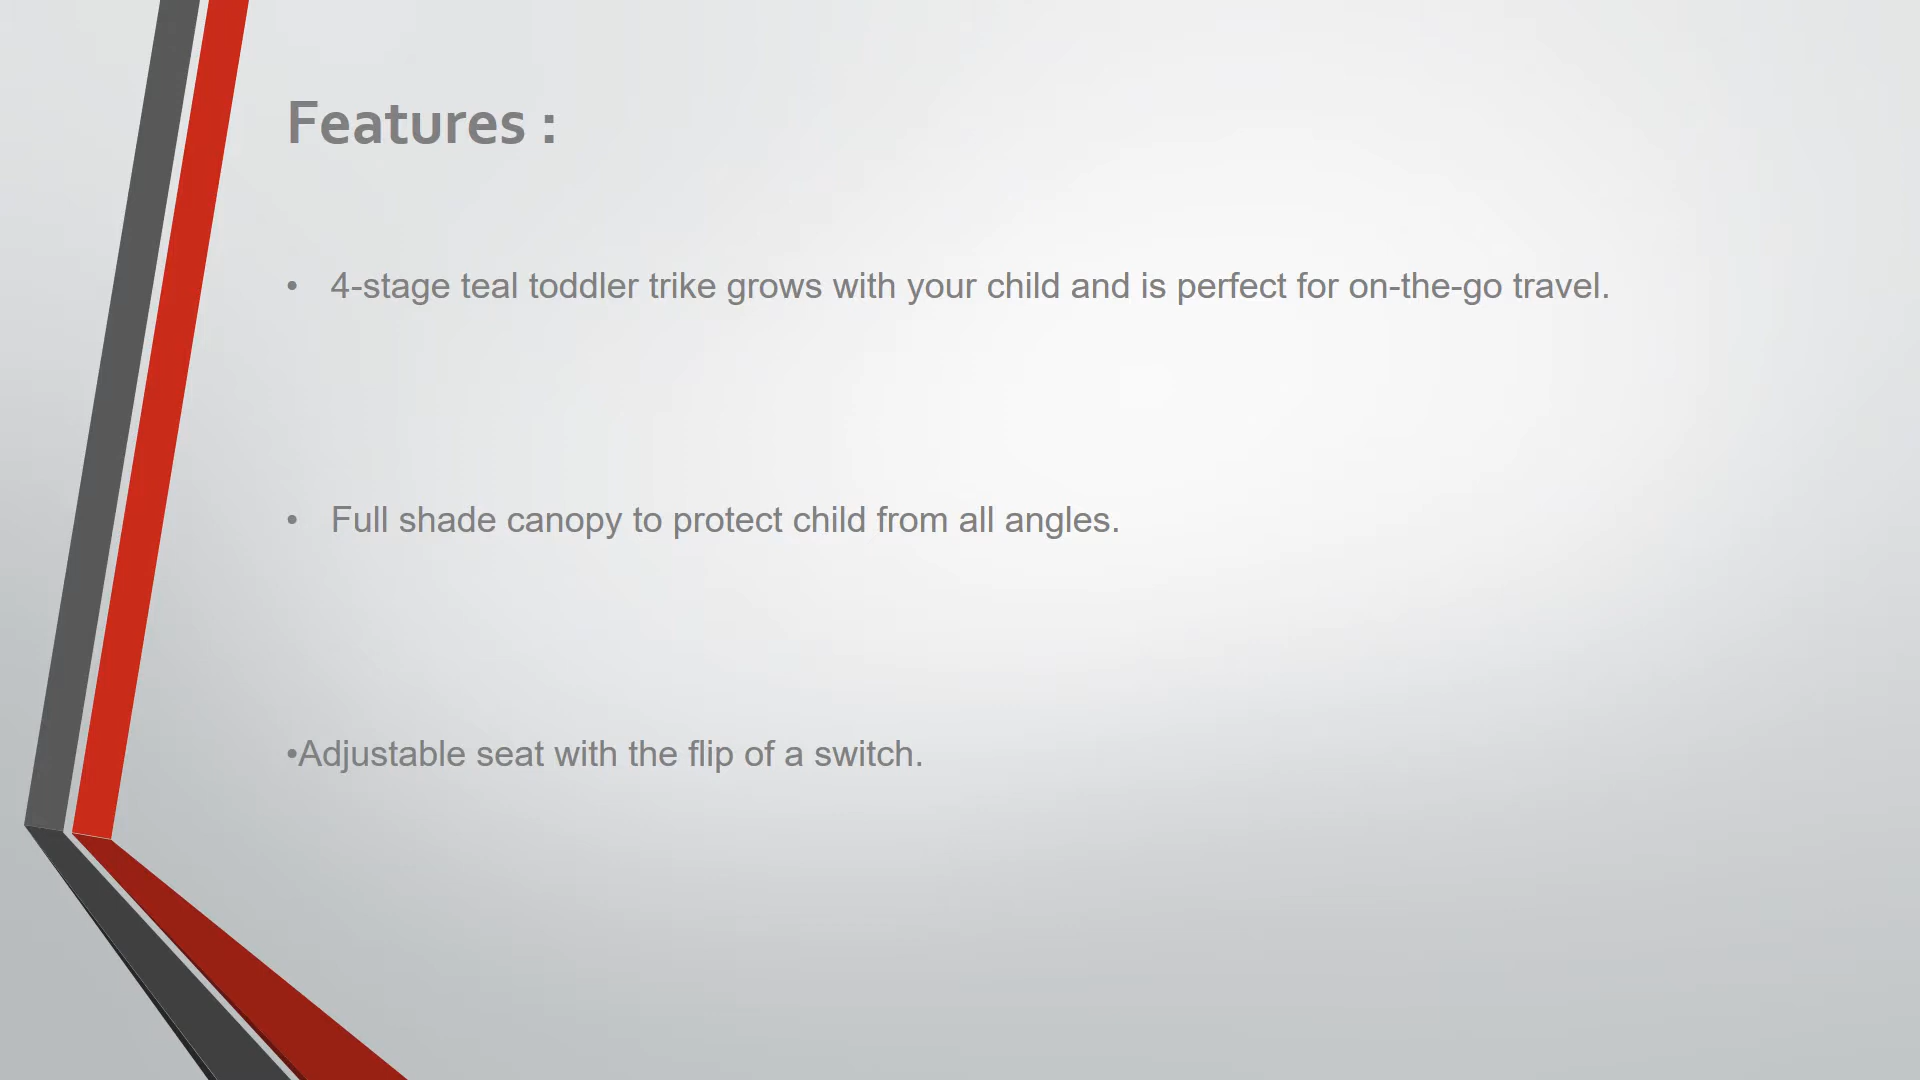 Features :
• 4-stage teal toddler trike grows with your child and is perfect for on-the-go travel.
• Full shade canopy to protect child from all angles.
•Adjustable seat with the flip of a switch.